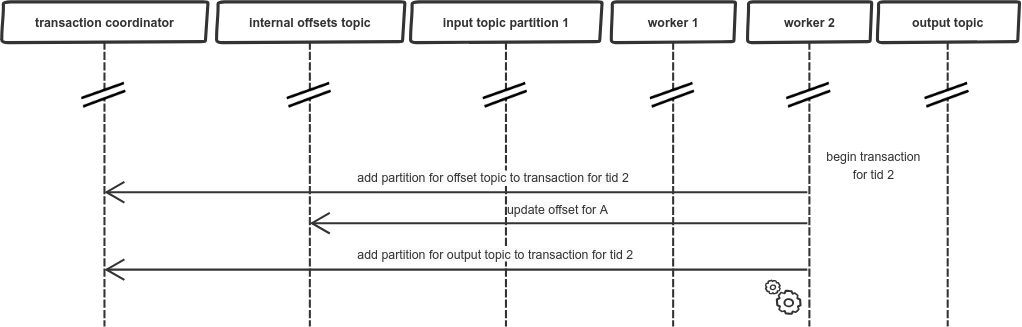 transaction coordinator
internal offsets topic
input topic partition 1
worker 1
worker 2
output topic
begin transaction
for tid 2
add partition for offset topic to transaction for tid 2
update offset for A
add partition for output topic to transaction for tid 2